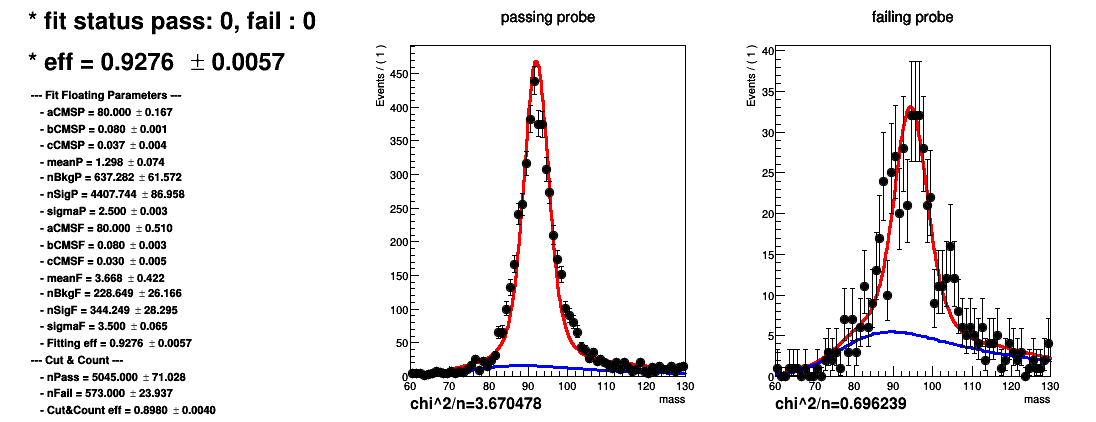 * fit status pass: 0, fail : 0
* eff = 0.9276 ± 0.0057
--- Fit Floating Parameters ---
- aCMSP = 80.000 ± 0.167
- bCMSP = 0.080 ± 0.001
- cCMSP = 0.037 ± 0.004
- meanP = 1.298 ± 0.074
- nBkgP = 637.282 ± 61.572
- nSigP = 4407.744 ± 86.958
- sigmaP = 2.500 ± 0.003
- aCMSF = 80.000 ± 0.510
- bCMSF = 0.080 ± 0.003
- cCMSF = 0.030 ± 0.005
- meanF = 3.668 ± 0.422
- nBkgF = 228.649 ± 26.166
- nSigF = 344.249 ± 28.295
- sigmaF = 3.500 ± 0.065
- Fitting eff = 0.9276 ± 0.0057
--- Cut & Count ---
- nPass = 5045.000 ± 71.028
- nFail = 573.000 ± 23.937
- Cut&Count eff = 0.8980 ± 0.0040
passing probe
Events / ( 1 )
450
400
350
300
250
200
150
100
50
0
60 70 80 90 100 110 120 130
mass
chi^2/n=3.670478
failing probe
Events / ( 1 )
40
35
30
25
20
15
10
5
0
60 70 80 90 100 110 120 130
mass
chi^2/n=0.696239